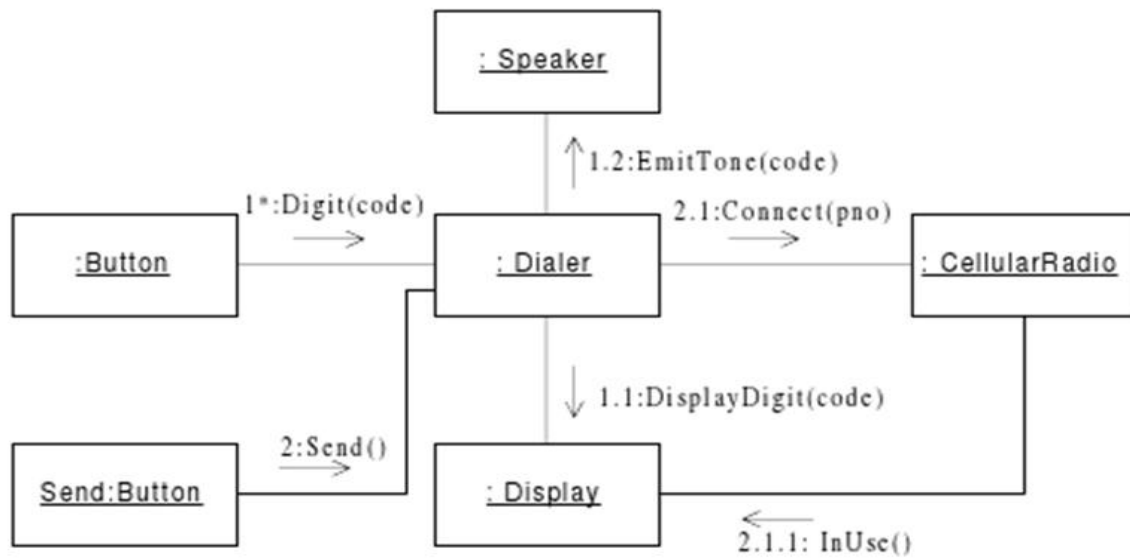 : Speaker
1.2:EmitTone(code)
1*:Digit(code)
2.1:Connect(pno)
:Button
: Dialer
: CellularRadio
1.1:DisplayDigit(code)
2:Send()
Send:Button
: Display
2.1.1: InUse()